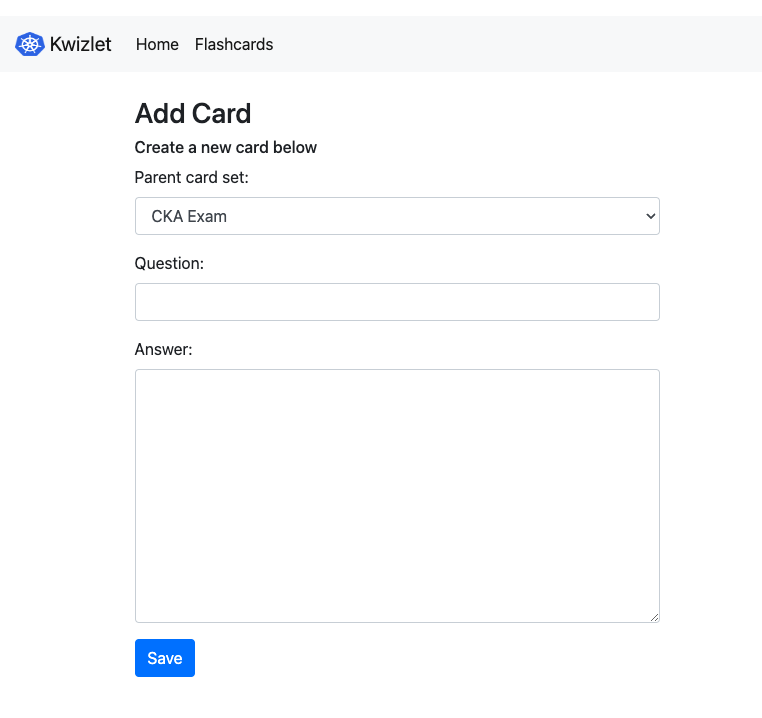 Kwizlet Home Flashcards
Add Card
Create a new card below
Parent card set:
CKA Exam
Question:
Answer:
Save